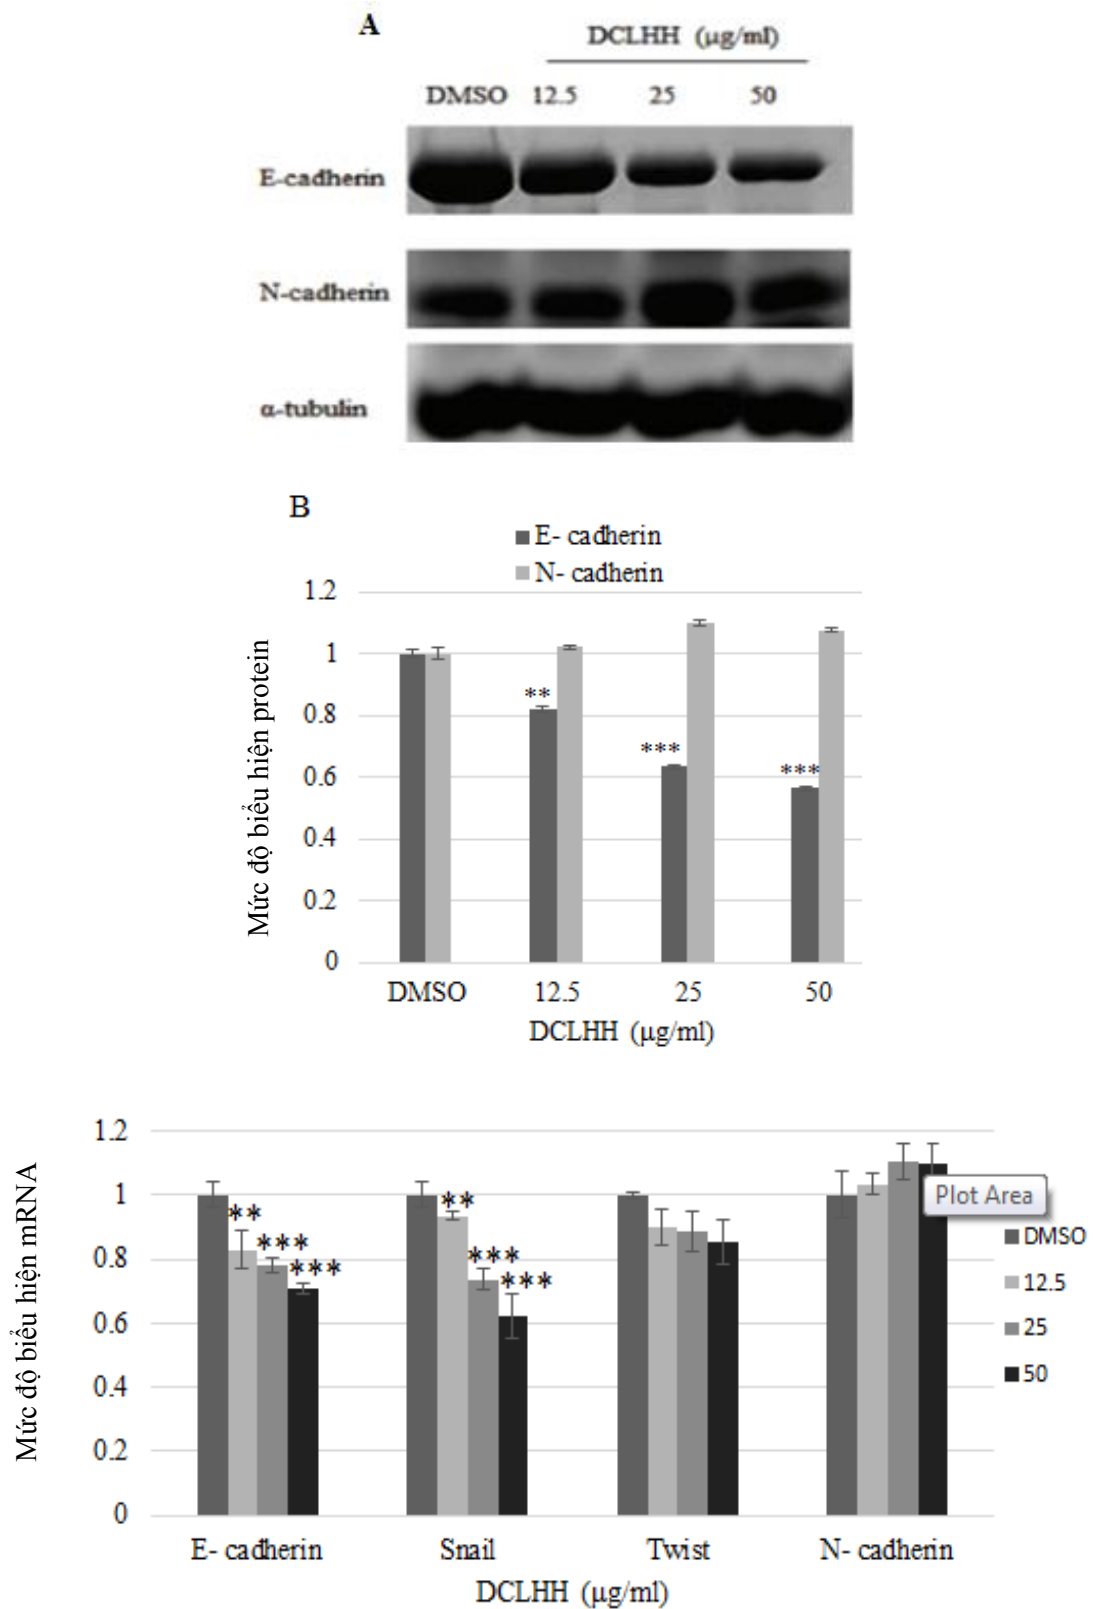 A
DCLHH (µg/ml)
DMSO 12.5 25 50
E-cadherin
N-cadherin
α-tubulin
B
E- cadherin
N- cadherin
Mức độ biểu hiện protein
1.2
1
0.8
0.6
0.4
0.2
0
**
***
***
DMSO 12.5 25 50
DCLHH (µg/ml)
Mức độ biểu hiện mRNA
1.2
1
0.8
0.6
0.4
0.2
0
**
***
***
**
***
***
Plot Area
DMSO
12.5
25
50
E- cadherin Snail Twist N- cadherin
DCLHH (µg/ml)